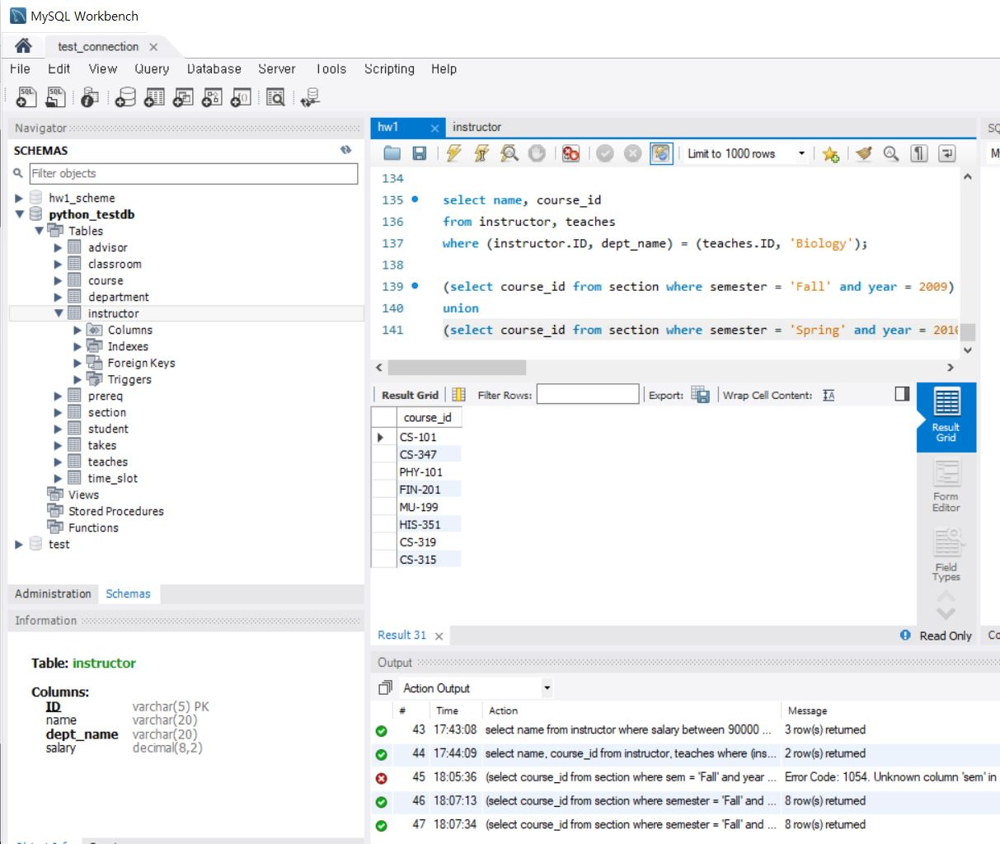 MySQL Workbench
test_connection
File Edit View Query Database Server Tools Scripting Help
Navigator
SCHEMAS
Filter objects
hw1_scheme
python_testdb
Tables
advisor
classroom
course
department
instructor
Columns
Indexes
Foreign Keys
Triggers
prereq
section
student
takes
teaches
time_slot
Views
Stored Procedures
Functions
test
Administration Schemas
Information
Table: instructor
Columns:
ID varchar(5) PK
name varchar(20)
dept_name varchar(20)
salary decimal(8,2)
hw1 instructor
Limit to 1000 rows
134
135 select name, course_id
136 from instructor, teaches
137 where (instructor.ID, dept_name) = (teaches.ID, 'Biology');
138
139 (select course_id from section where semester = 'Fall' and year = 2009)
140 union
141 (select course_id from section where semester = 'Spring' and year = 2010
Result Grid Filter Rows: Export: Wrap Cell Content:
course_id
CS-101
CS-347
PHY-101
FIN-201
MU-199
HIS-351
CS-319
CS-315
Result
Grid
Form
Editor
Field
Types
Result 31 Read Only
Output
Action Output
# Time Action Message
43 17:43:08 select name from instructor where salary between 90000 ... 3 row(s) returned
44 17:44:09 select name, course_id from instructor, teaches where (ins... 2 row(s) returned
45 18:05:36 (select course_id from section where sem = 'Fall' and year ... Error Code: 1054. Unknown column 'sem' in
46 18:07:13 (select course_id from section where semester = 'Fall' and ... 8 row(s) returned
47 18:07:34 (select course_id from section where semester = 'Fall' and ... 8 row(s) returned